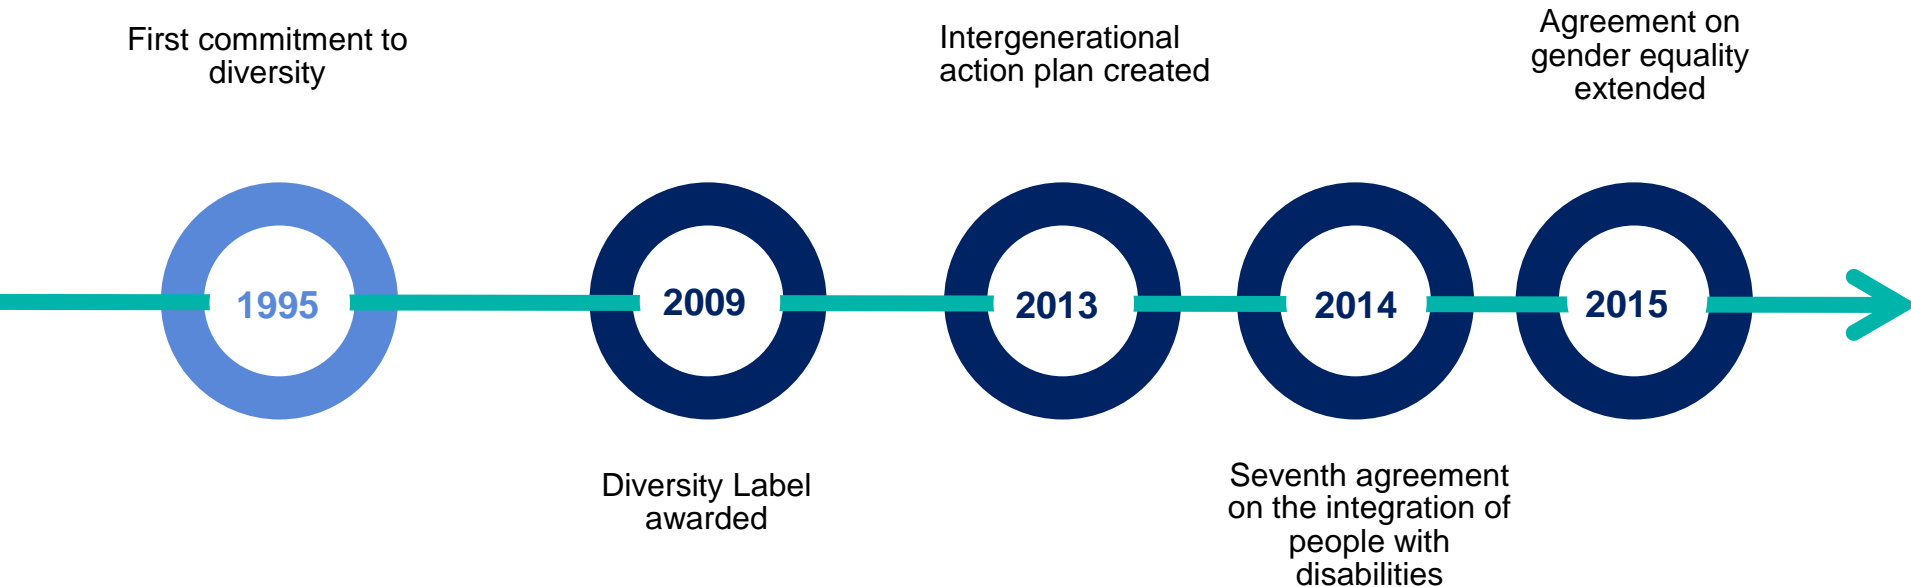 First commitment to
diversity
Intergenerational
action plan created
Agreement on
gender equality
extended
1995
2009
2013
2014
2015
Diversity Label
awarded
Seventh agreement
on the integration of
people with
disabilities